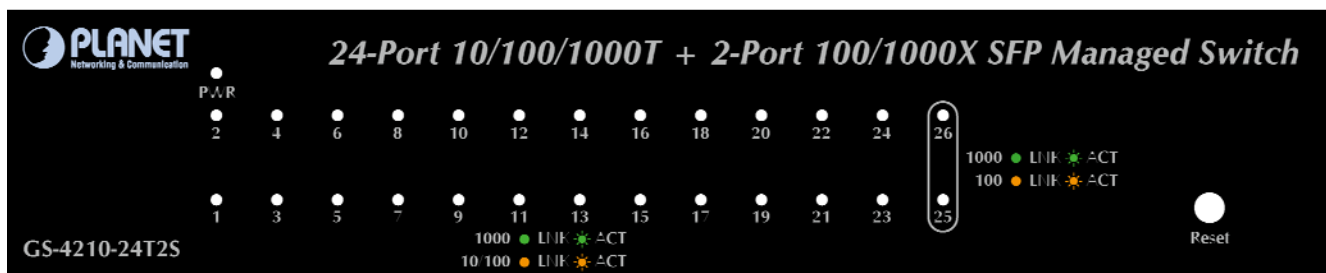 PLANET
Networking & Communication
24-Port 10/100/1000T + 2-Port 100/1000X SFP Managed Switch
PWR
2 4 6 8 10 12 14 16 18 20 22 24 26
1000 LNK ACT
100 LNK ACT
1 3 5 7 9 11 13 15 17 19 21 23 25
Reset
1000 LNK ACT
10/100 LNK ACT
GS-4210-24T2S